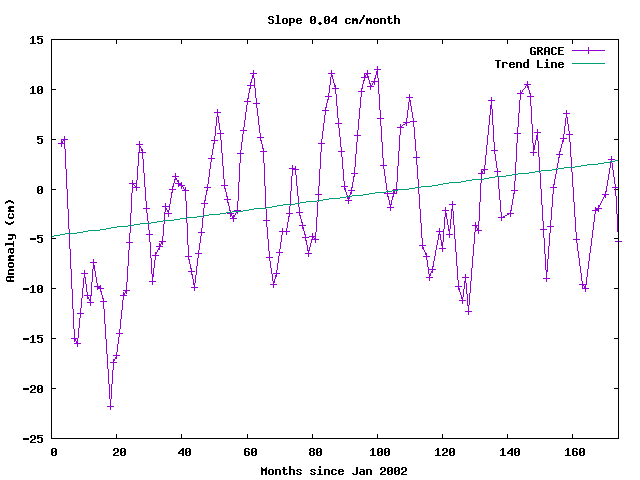 Slope 0.04 cm/month
GRACE
Trend Line
15
10
5
0
-5
-10
-15
-20
-25
Anomaly (cm)
0 20 40 60 80 100 120 140 160
Months since Jan 2002